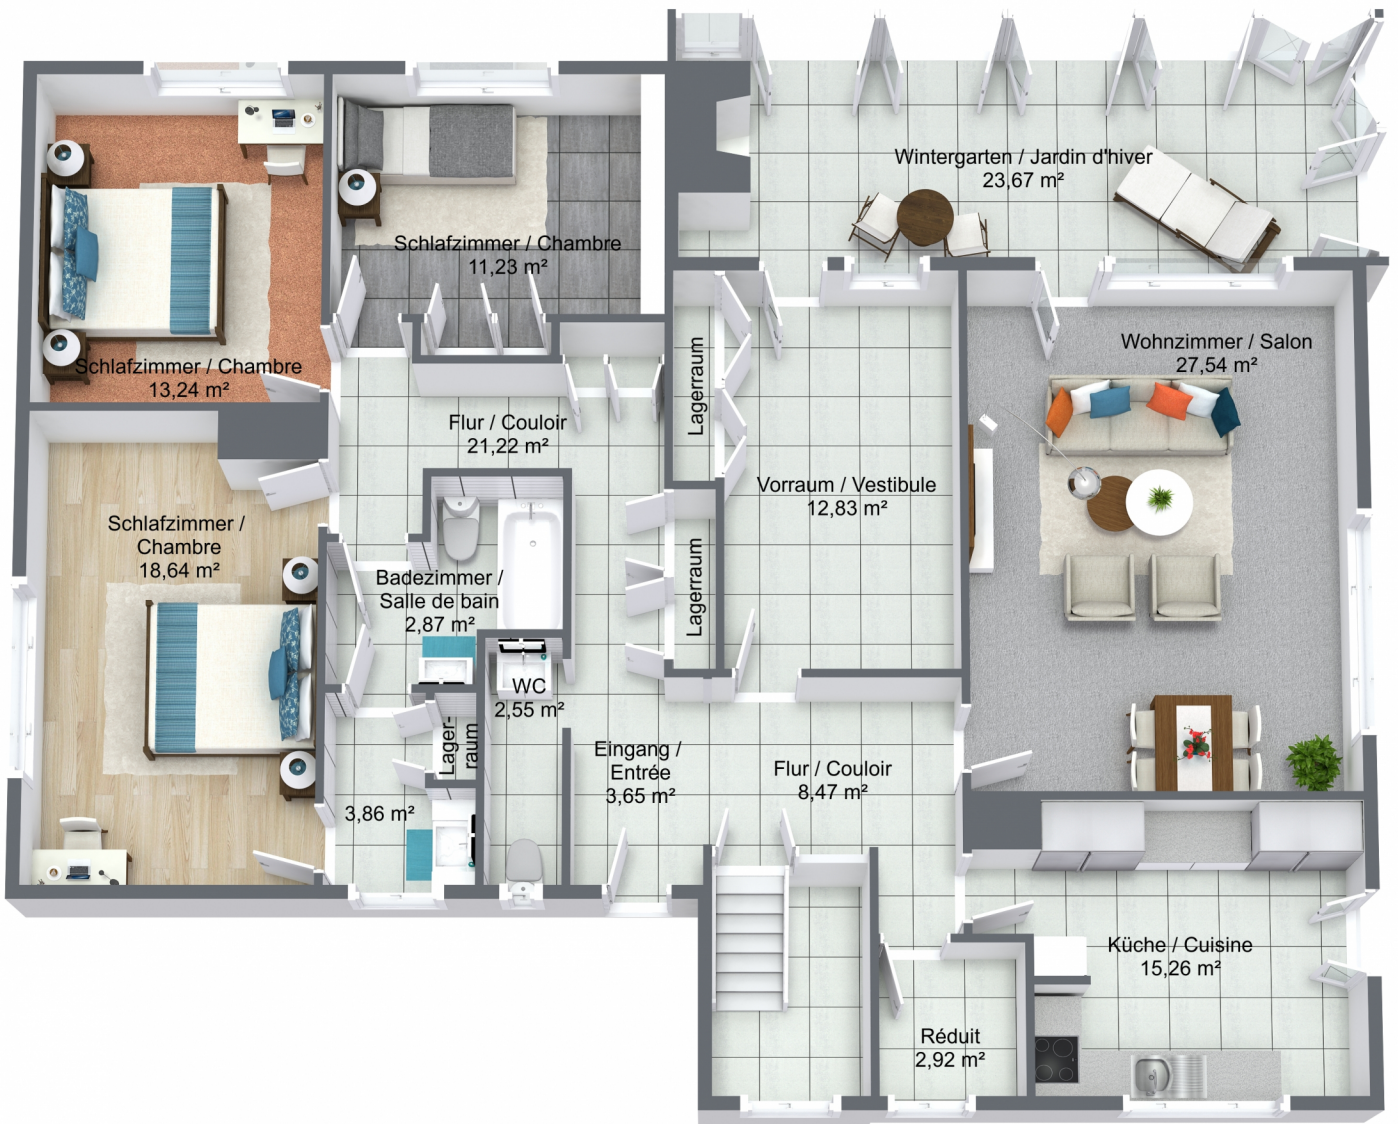 Wintergarten / Jardin d'hiver
23,67 m²
Schlafzimmer / Chambre
11,23 m²
Schlafzimmer / Chambre
13,24 m²
Wohnzimmer / Salon
27,54 m²
Lagerraum
Flur / Couloir
21,22 m²
Vorraum / Vestibule
12,83 m²
Schlafzimmer /
Chambre
18,64 m²
Lagerraum
Badezimmer /
Salle de bain
2,87 m²
WC
2,55 m²
Lager-
raum
Eingang /
Entrée
3,65 m²
Flur / Couloir
8,47 m²
3,86 m²
Küche / Cuisine
15,26 m²
Réduit
2,92 m²